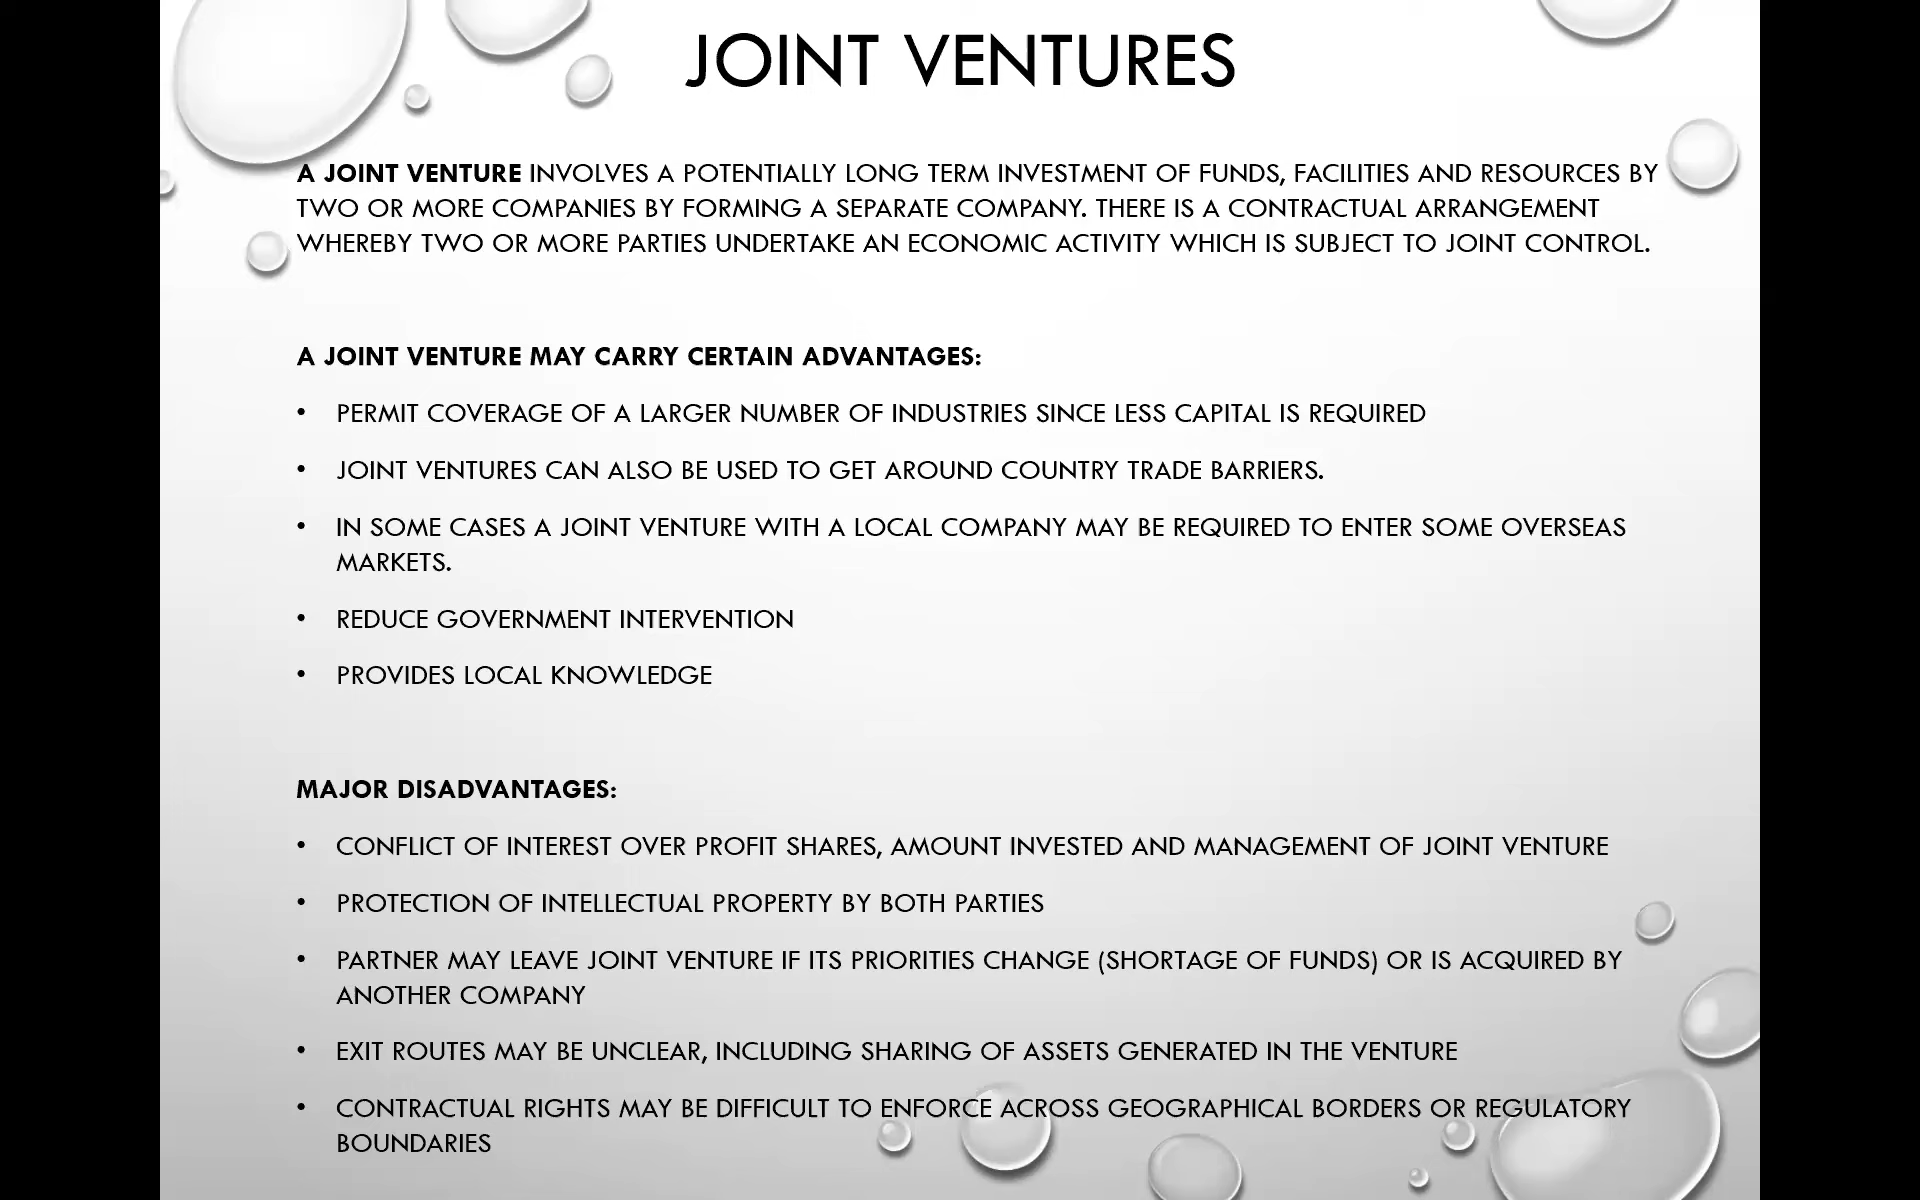 JOINT VENTURES
A JOINT VENTURE INVOLVES A POTENTIALLY LONG TERM INVESTMENT OF FUNDS, FACILITIES AND RESOURCES BY
TWO OR MORE COMPANIES BY FORMING A SEPARATE COMPANY. THERE IS A CONTRACTUAL ARRANGEMENT
WHEREBY TWO OR MORE PARTIES UNDERTAKE AN ECONOMIC ACTIVITY WHICH IS SUBJECT TO JOINT CONTROL.
A JOINT VENTURE MAY CARRY CERTAIN ADVANTAGES:
• PERMIT COVERAGE OF A LARGER NUMBER OF INDUSTRIES SINCE LESS CAPITAL IS REQUIRED
• JOINT VENTURES CAN ALSO BE USED TO GET AROUND COUNTRY TRADE BARRIERS.
• IN SOME CASES A JOINT VENTURE WITH A LOCAL COMPANY MAY BE REQUIRED TO ENTER SOME OVERSEAS
MARKETS.
• REDUCE GOVERNMENT INTERVENTION
• PROVIDES LOCAL KNOWLEDGE
MAJOR DISADVANTAGES:
• CONFLICT OF INTEREST OVER PROFIT SHARES, AMOUNT INVESTED AND MANAGEMENT OF JOINT VENTURE
• PROTECTION OF INTELLECTUAL PROPERTY BY BOTH PARTIES
• PARTNER MAY LEAVE JOINT VENTURE IF ITS PRIORITIES CHANGE (SHORTAGE OF FUNDS) OR IS ACQUIRED BY
ANOTHER COMPANY
• EXIT ROUTES MAY BE UNCLEAR, INCLUDING SHARING OF ASSETS GENERATED IN THE VENTURE
• CONTRACTUAL RIGHTS MAY BE DIFFICULT TO ENFORCE ACROSS GEOGRAPHICAL BORDERS OR REGULATORY
BOUNDARIES